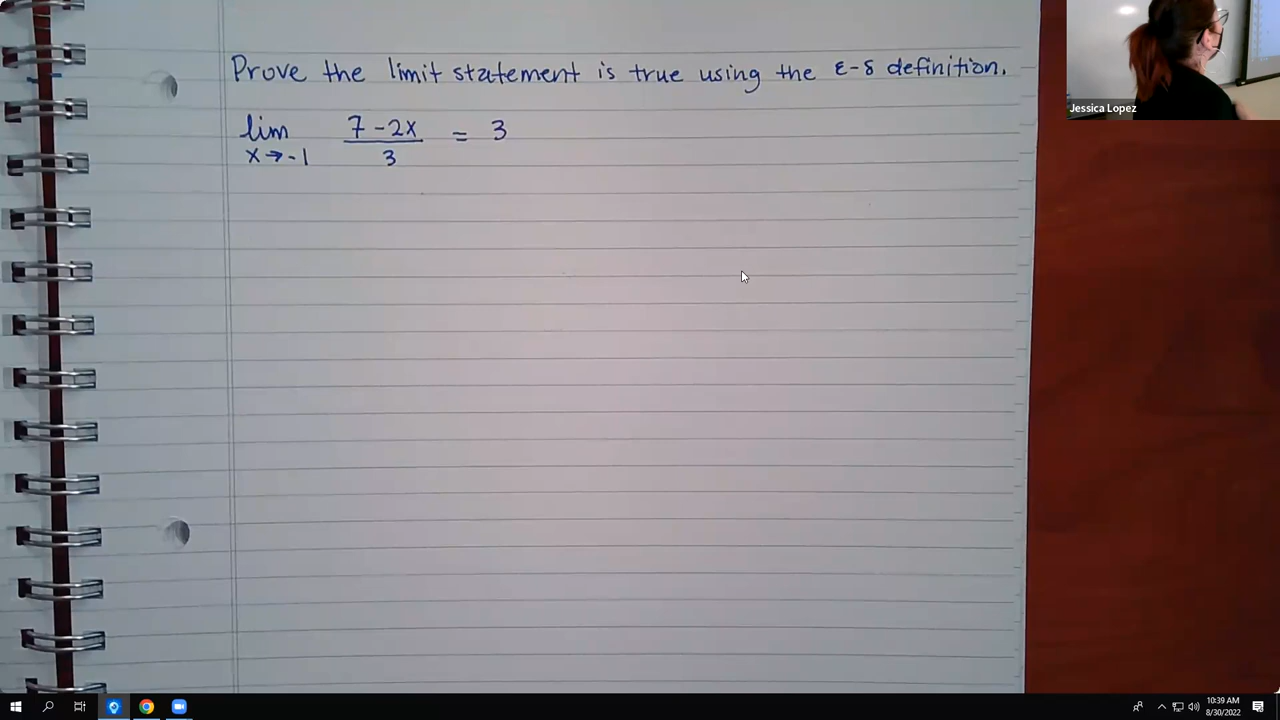 Prove the limit statement is true using the ε-δ definition.
lim x→-1 7-2x/3 = 3
Jessica Lopez
10:39 AM
8/30/2022